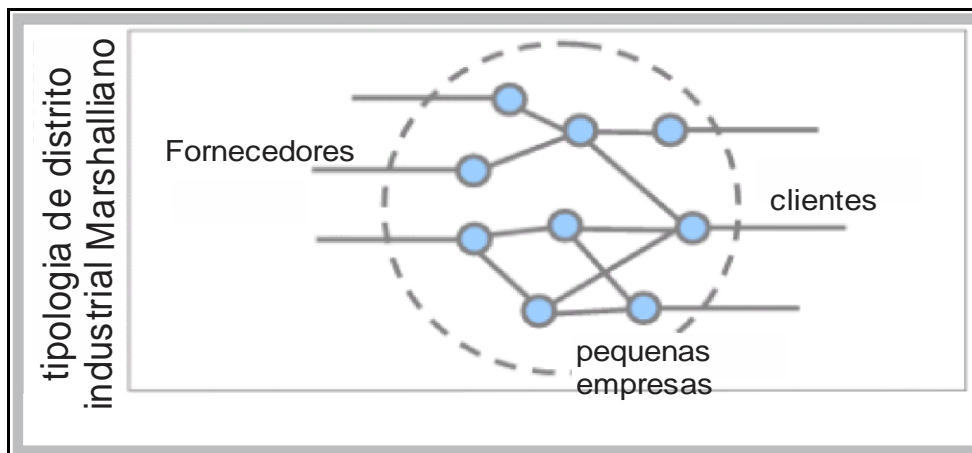 tipologia de distrito
industrial Marshalliano
Fornecedores
clientes
pequenas
empresas